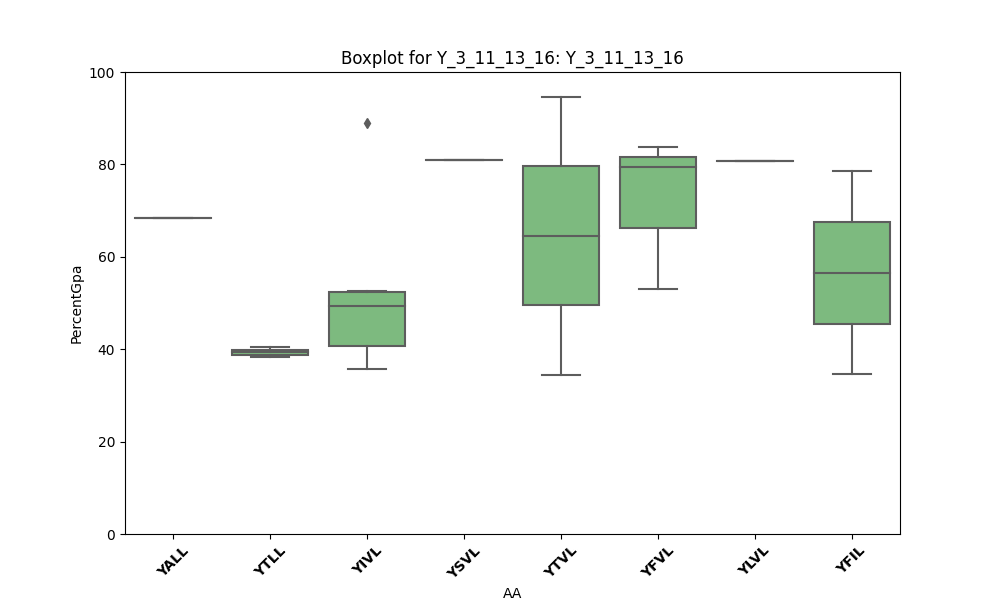 Boxplot for Y_3_11_13_16: Y_3_11_13_16
100
80
60
40
20
0
PercentGpa
YALL YTLL YIVL YSVL YTVL YFVL YLVL YFIL
AA